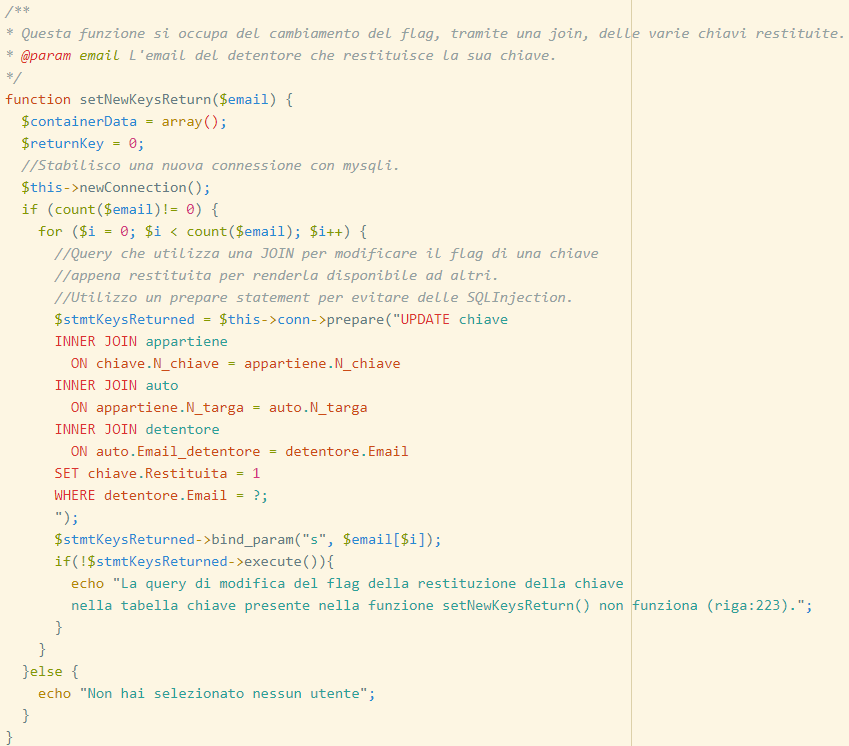 /**
* Questa funzione si occupa del cambiamento del flag, tramite una join, delle varie chiavi restituite.
* @param email L'email del detentore che restituisce la sua chiave.
*/
function setNewKeysReturn($email) {
  $containerData = array();
  $returnKey = 0;
  //Stabilisco una nuova connessione con mysqli.
  $this->newConnection();
  if (count($email)!= 0) {
    for ($i = 0; $i < count($email); $i++) {
      //Query che utilizza una JOIN per modificare il flag di una chiave
      //appena restituita per renderla disponibile ad altri.
      //Utilizzo un prepare statement per evitare delle SQLInjection.
      $stmtKeysReturned = $this->conn->prepare("UPDATE chiave
      INNER JOIN appartiene
        ON chiave.N_chiave = appartiene.N_chiave
      INNER JOIN auto
        ON appartiene.N_targa = auto.N_targa
      INNER JOIN detentore
        ON auto.Email_detentore = detentore.Email
      SET chiave.Restituita = 1
      WHERE detentore.Email = ?;
      ");
      $stmtKeysReturned->bind_param("s", $email[$i]);
      if(!$stmtKeysReturned->execute()){
        echo "La query di modifica del flag della restituzione della chiave
        nella tabella chiave presente nella funzione setNewKeysReturn() non funziona (riga:223).";
      }
    }
  }else {
    echo "Non hai selezionato nessun utente";
  }
}